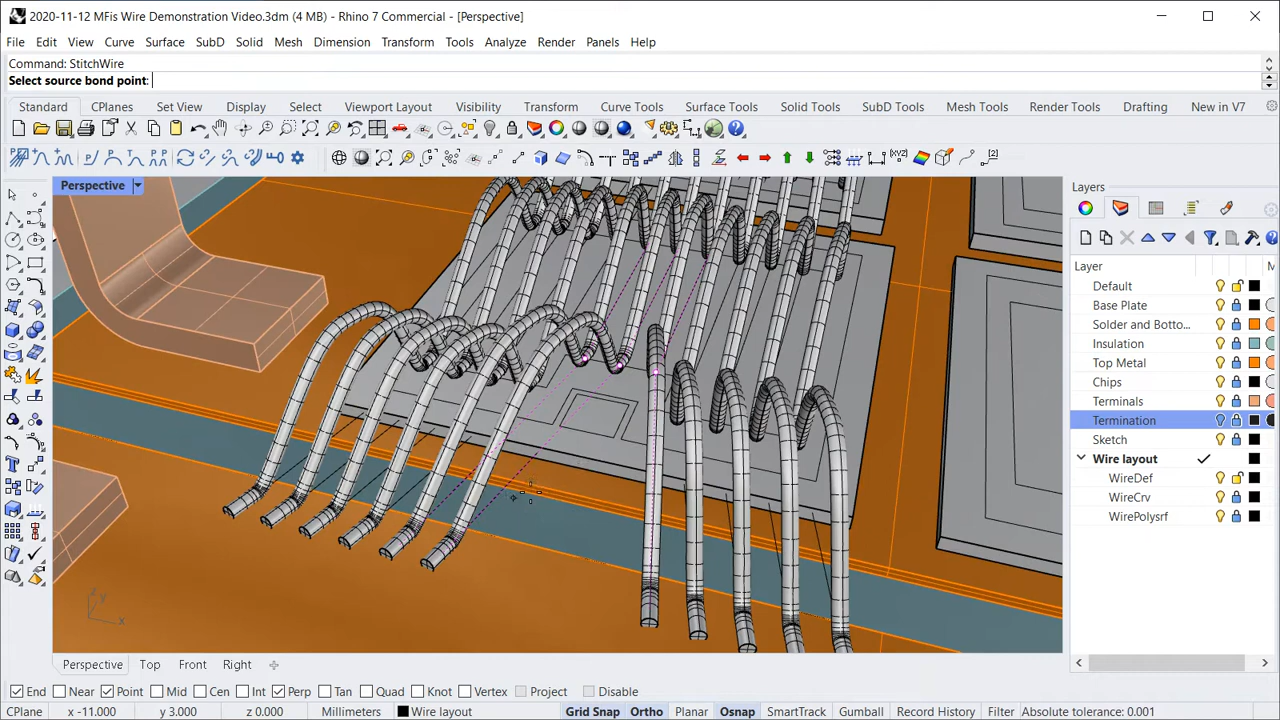 2020-11-12 MFis Wire Demonstration Video.3dm (4 MB) - Rhino 7 Commercial - [Perspective]
File Edit View Curve Surface SubD Solid Mesh Dimension Transform Tools Analyze Render Panels Help
Command: StitchWire
Select source bond point:
Standard CPlanes Set View Display Select Viewport Layout Visibility Transform Curve Tools Surface Tools Solid Tools SubD Tools Mesh Tools Render Tools Drafting New in V7
Perspective
Layers
Layer M
Default
Base Plate
Solder and Botto...
Insulation
Top Metal
Chips
Terminals
Termination
Sketch
Wire layout
WireDef
WireCrv
WirePolysrf
z y x
Perspective Top Front Right
End Near Point Mid Cen Int Perp Tan Quad Knot Vertex Project Disable
CPlane x -11.000 y 3.000 z 0.000 Millimeters Wire layout Grid Snap Ortho Planar Osnap SmartTrack Gumball Record History Filter Absolute tolerance: 0.001